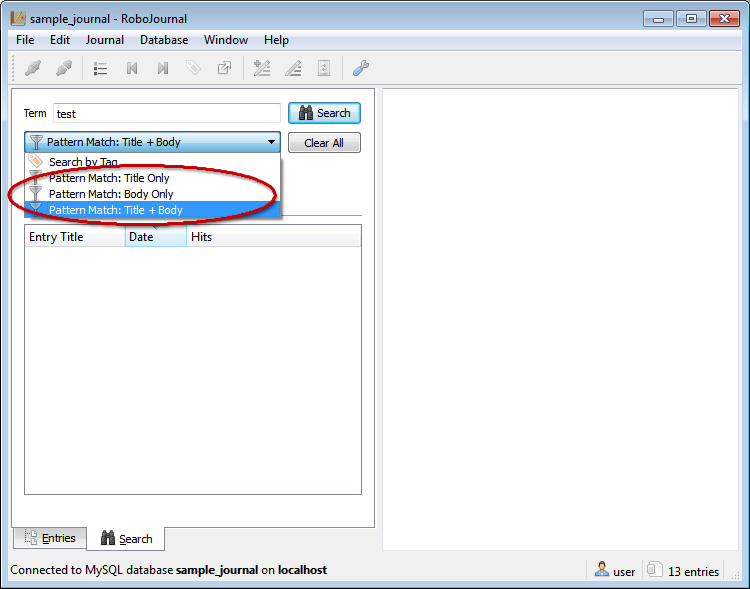 sample_journal - RoboJournal
File Edit Journal Database Window Help
Term test Search
Pattern Match: Title + Body Clear All
Search by Tag
Pattern Match: Title Only
Pattern Match: Body Only
Pattern Match: Title + Body
Entry Title Date Hits
Entries Search
Connected to MySQL database sample_journal on localhost user 13 entries